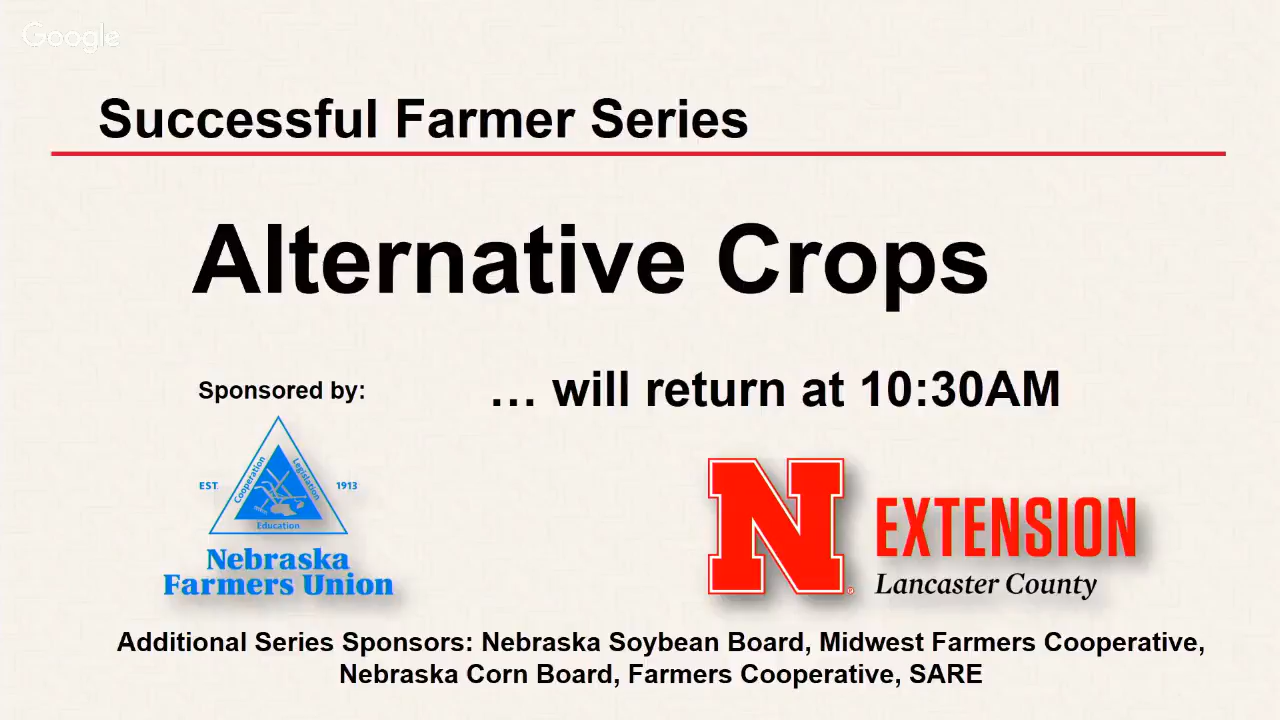 Google
Successful Farmer Series
Alternative Crops
Sponsored by:
… will return at 10:30AM
Cooperation
Legislation
EST.
1913
Education
Nebraska
Farmers Union
N
EXTENSION
Lancaster County
Additional Series Sponsors: Nebraska Soybean Board, Midwest Farmers Cooperative,
Nebraska Corn Board, Farmers Cooperative, SARE